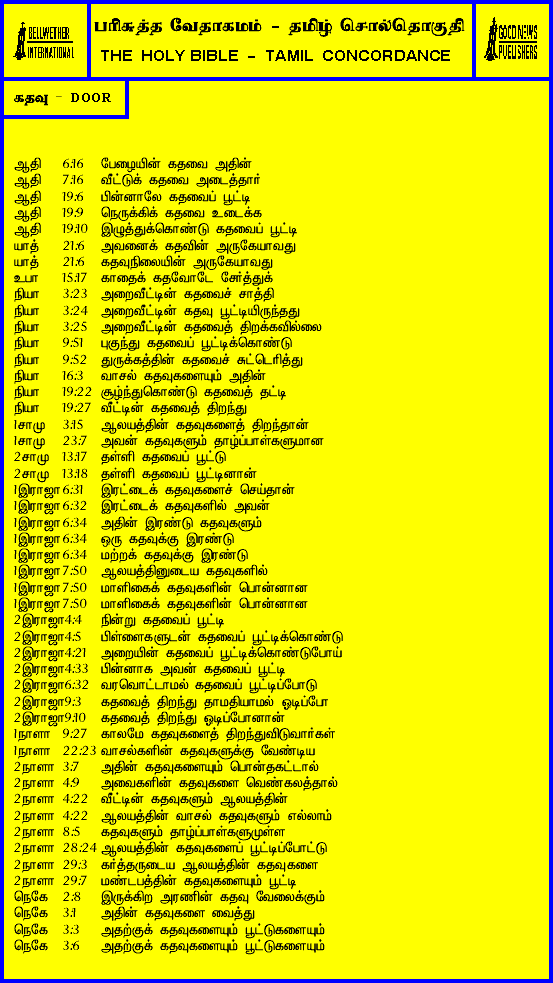 BELLWETHER
INTERNATIONAL
பரிசுத்த வேதாகமம் - தமிழ் சொல்தொகுதி
THE HOLY BIBLE - TAMIL CONCORDANCE
GOOD NEWS
PUBLISHERS
கதவு - DOOR
ஆதி 6:16 பேழையின் கதவை அதின்
ஆதி 7:16 வீட்டுக் கதவை அடைத்தார்
ஆதி 19:6 பின்னாலே கதவைப் பூட்டி
ஆதி 19:9 நெருக்கிக் கதவை உடைக்க
ஆதி 19:10 இழுத்துக்கொண்டு கதவைப் பூட்டி
யாத் 21:6 அவனைக் கதவின் அருகேயாவது
யாத் 21:6 கதவுநிலையின் அருகேயாவது
உபா 15:17 காதைக் கதவோடே சேர்த்துக்
நியா 3:23 அறைவீட்டின் கதவைச் சாத்தி
நியா 3:24 அறைவீட்டின் கதவு பூட்டியிருந்தது
நியா 3:25 அறைவீட்டின் கதவைத் திறக்கவில்லை
நியா 9:51 புகுந்து கதவைப் பூட்டிக்கொண்டு
நியா 9:52 துருக்கத்தின் கதவைச் சுட்டெரித்து
நியா 16:3 வாசல் கதவுகளையும் அதின்
நியா 19:22 சூழ்ந்துகொண்டு கதவைத் தட்டி
நியா 19:27 வீட்டின் கதவைத் திறந்து
1சாமு 3:15 ஆலயத்தின் கதவுகளைத் திறந்தான்
1சாமு 23:7 அவன் கதவுகளும் தாழ்ப்பாள்களுமான
2சாமு 13:17 தள்ளி கதவைப் பூட்டு
2சாமு 13:18 தள்ளி கதவைப் பூட்டினான்
1இராஜா 6:31 இரட்டைக் கதவுகளைச் செய்தான்
1இராஜா 6:32 இரட்டைக் கதவுகளில் அவன்
1இராஜா 6:34 அதின் இரண்டு கதவுகளும்
1இராஜா 6:34 ஒரு கதவுக்கு இரண்டு
1இராஜா 6:34 மற்றக் கதவுக்கு இரண்டு
1இராஜா 7:50 ஆலயத்தினுடைய கதவுகளில்
1இராஜா 7:50 மாளிகைக் கதவுகளின் பொன்னான
1இராஜா 7:50 மாளிகைக் கதவுகளின் பொன்னான
2இராஜா 4:4 நின்று கதவைப் பூட்டி
2இராஜா 4:5 பிள்ளைகளுடன் கதவைப் பூட்டிக்கொண்டு
2இராஜா 4:21 அறையின் கதவைப் பூட்டிக்கொண்டுபோய்
2இராஜா 4:33 பின்னாக அவன் கதவைப் பூட்டி
2இராஜா 6:32 வரவொட்டாமல் கதவைப் பூட்டிப்போடு
2இராஜா 9:3 கதவைத் திறந்து தாமதியாமல் ஓடிப்போ
2இராஜா 9:10 கதவைத் திறந்து ஓடிப்போனான்
1நாளா 9:27 காலமே கதவுகளைத் திறந்துவிடுவார்கள்
1நாளா 22:23 வாசல்களின் கதவுகளுக்கு வேண்டிய
2நாளா 3:7 அதின் கதவுகளையும் பொன்தகட்டால்
2நாளா 4:9 அவைகளின் கதவுகளை வெண்கலத்தால்
2நாளா 4:22 வீட்டின் கதவுகளும் ஆலயத்தின்
2நாளா 4:22 ஆலயத்தின் வாசல் கதவுகளும் எல்லாம்
2நாளா 8:5 கதவுகளும் தாழ்ப்பாள்களுமுள்ள
2நாளா 28:24 ஆலயத்தின் கதவுகளைப் பூட்டிப்போட்டு
2நாளா 29:3 கர்த்தருடைய ஆலயத்தின் கதவுகளை
2நாளா 29:7 மண்டபத்தின் கதவுகளையும் பூட்டி
நெகே 2:8 இருக்கிற அரணின் கதவு வேலைக்கும்
நெகே 3:1 அதின் கதவுகளை வைத்து
நெகே 3:3 அதற்குக் கதவுகளையும் பூட்டுகளையும்
நெகே 3:6 அதற்குக் கதவுகளையும் பூட்டுகளையும்